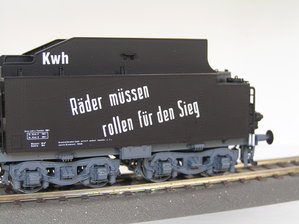 Kwh
Räder müssen
rollen für den Sieg